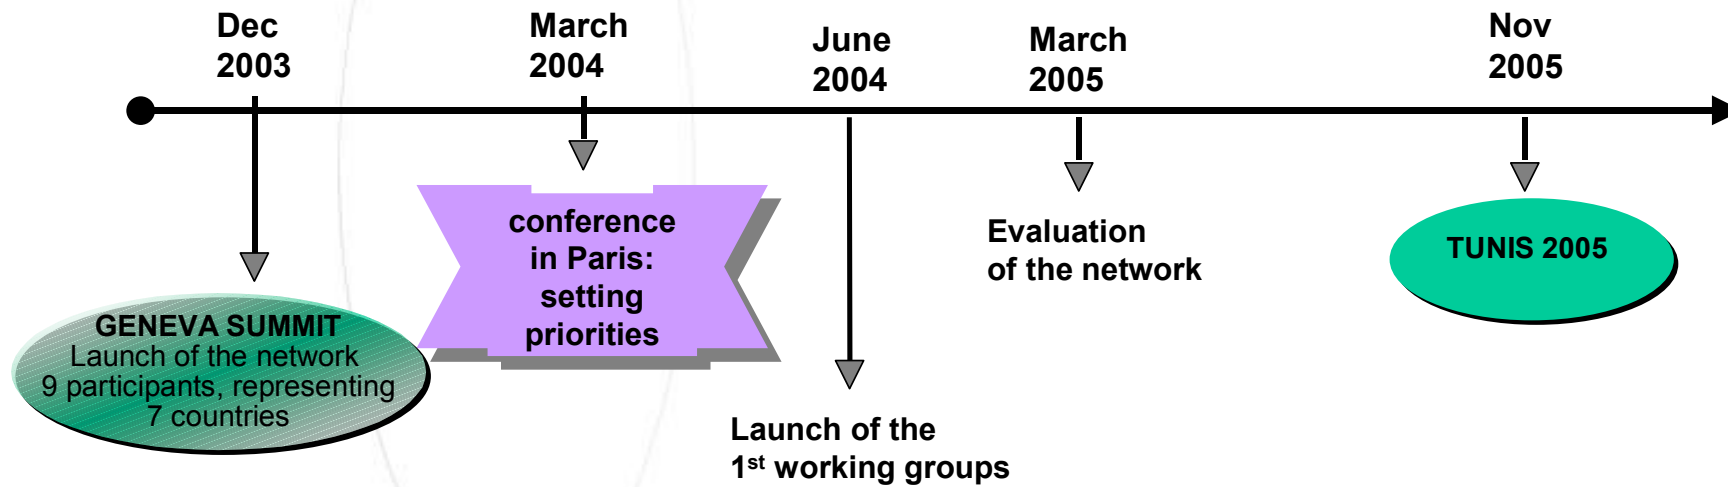 Dec
2003
March
2004
June
2004
March
2005
Nov
2005
GENEVA SUMMIT
Launch of the network
9 participants, representing
7 countries
conference
in Paris:
setting
priorities
Launch of the
1st working groups
Evaluation
of the network
TUNIS 2005